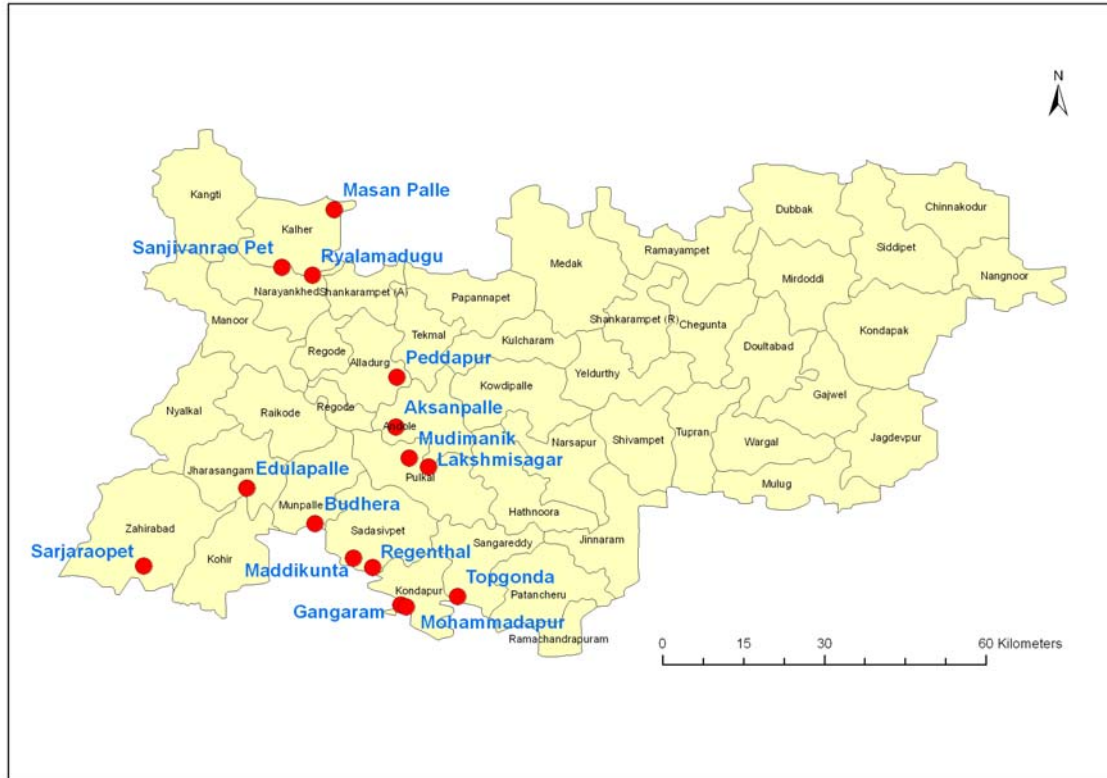 N
Masan Palle
Kangti
Kalher
Sanjivanrao Pet
Ryalamadugu
Narayankhed
Shankarampet (A)
Manoor
Papannapet
Medak
Ramayampet
Dubbak
Chinnakodur
Siddipet
Nangnoor
Mirdoddi
Kondapak
Shankarampet (R)
Chegunta
Doultabad
Tekmal
Kulcharam
Regode
Alladurg
Peddapur
Yeldurthy
Kowdipalle
Gajwel
Nyalkal
Raikode
Regode
Aksanpalle
Andole
Mudimanik
Lakshmisagar
Pulkal
Narsapur
Shivampet
Tupran
Wargal
Jagdevpur
Mulug
Jharasangam
Edulapalle
Munpalle
Budhera
Hathnoora
Zahirabad
Kohir
Sadasivpet
Sangareddy
Jinnaram
Sarjaraopet
Maddikunta
Regenthal
Kondapur
Topgonda
Patancheru
Gangaram
Mohammadapur
Ramachandrapuram
0 15 30 60 Kilometers